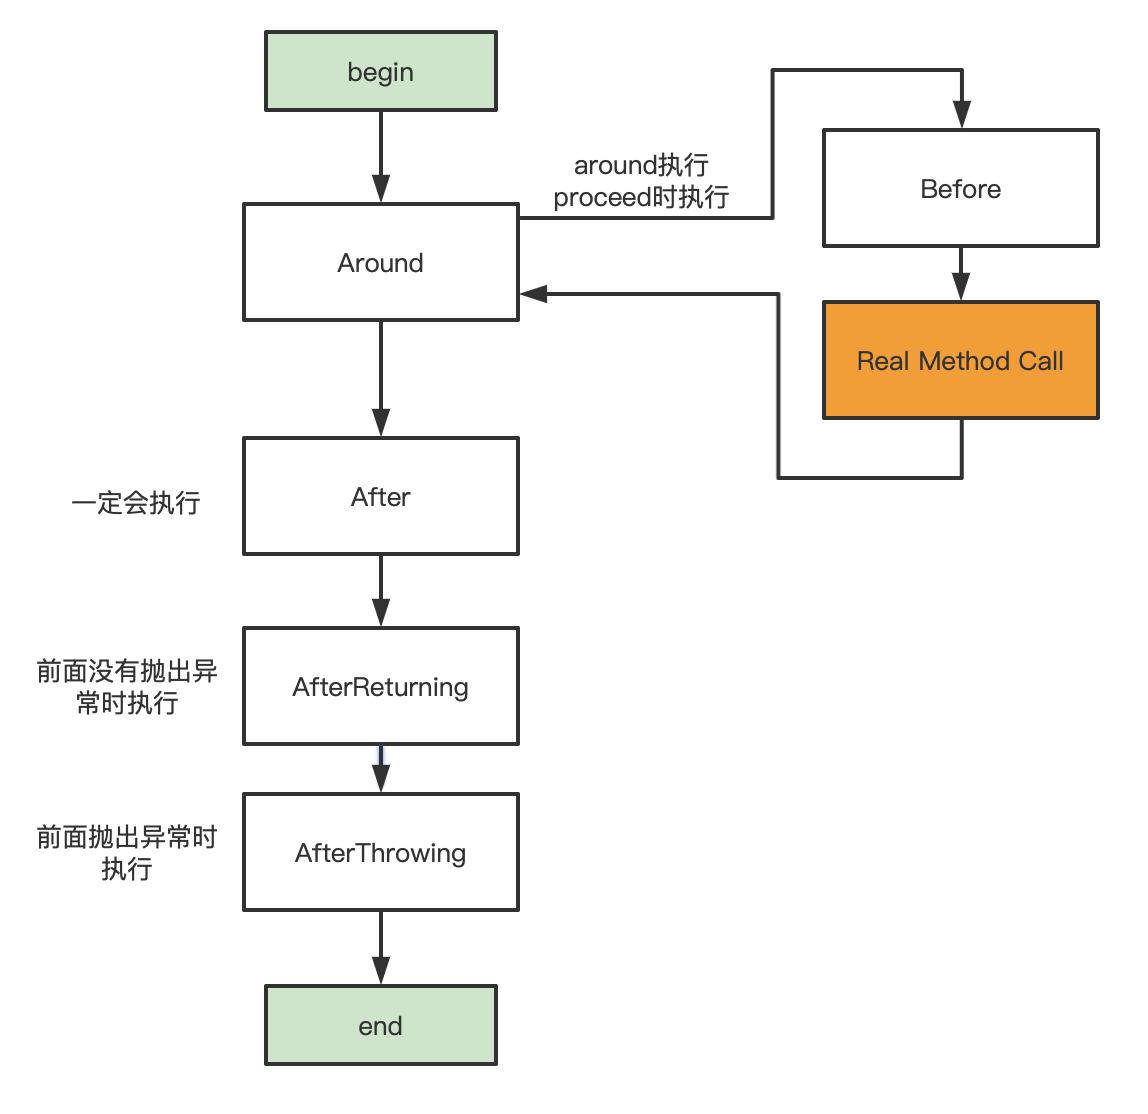 begin
around执行
proceed时执行
Before
Around
Real Method Call
一定会执行
After
前面没有抛出异
常时执行
AfterReturning
前面抛出异常时
执行
AfterThrowing
end